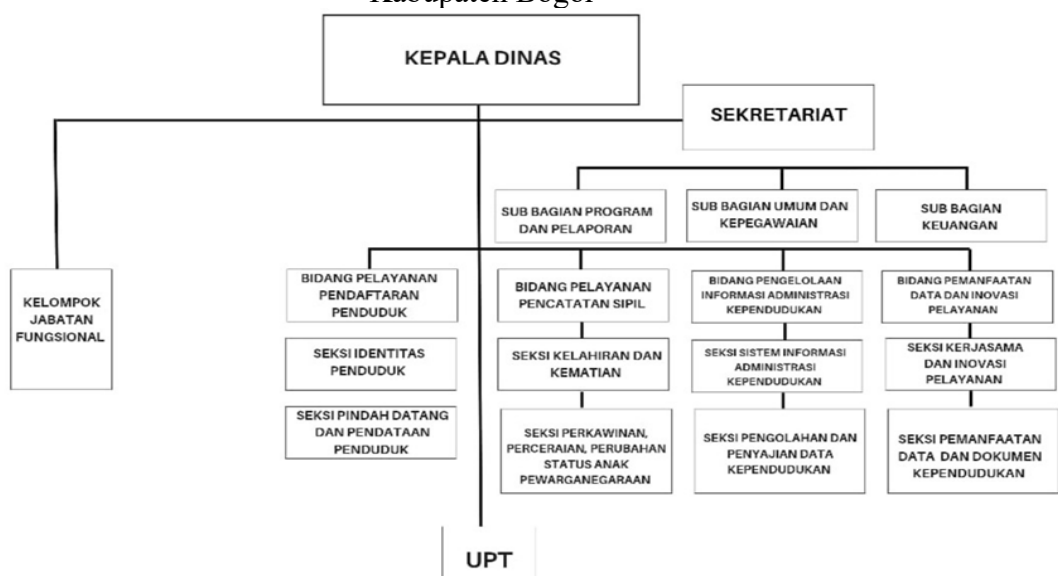 Kabupaten Bogor
KEPALA DINAS
SEKRETARIAT
SUB BAGIAN PROGRAM
DAN PELAPORAN
SUB BAGIAN UMUM DAN
KEPEGAWAIAN
SUB BAGIAN
KEUANGAN
KELOMPOK
JABATAN
FUNGSIONAL
BIDANG PELAYANAN
PENDAFTARAN
PENDUDUK
BIDANG PELAYANAN
PENCATATAN SIPIL
BIDANG PENGELOLAAN
INFORMASI ADMINISTRASI
KEPENDUDUKAN
BIDANG PEMANFAATAN
DATA DAN INOVASI
PELAYANAN
SEKSI IDENTITAS
PENDUDUK
SEKSI KELAHIRAN DAN
KEMATIAN
SEKSI SISTEM INFORMASI
ADMINISTRASI
KEPENDUDUKAN
SEKSI KERJASAMA
DAN INOVASI
PELAYANAN
SEKSI PINDAH DATANG
DAN PENDATAAN
PENDUDUK
SEKSI PERKAWINAN,
PERCERAIAN, PERUBAHAN
STATUS ANAK
PEWARGANEGARAAN
SEKSI PENGOLAHAN DAN
PENYAJIAN DATA
KEPENDUDUKAN
SEKSI PEMANFAATAN
DATA DAN DOKUMEN
KEPENDUDUKAN
UPT